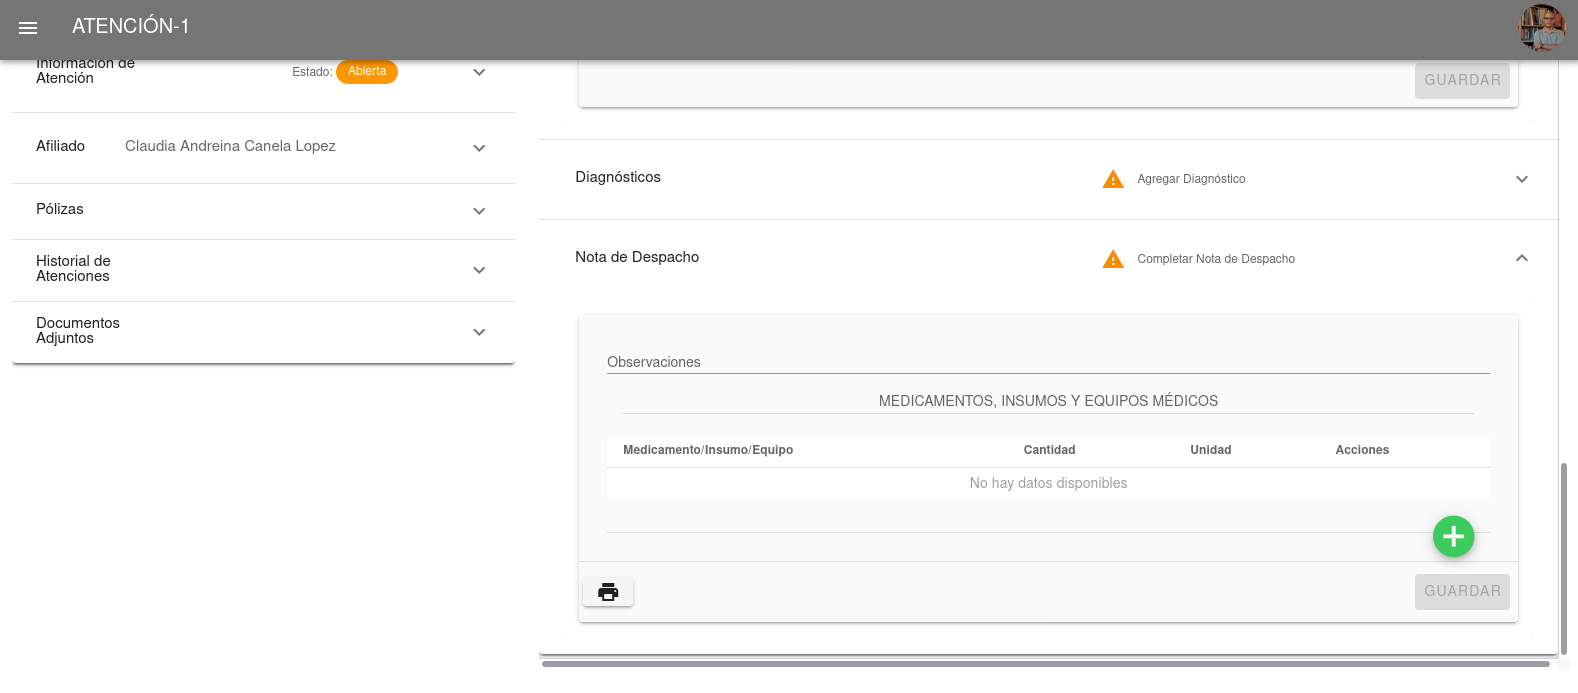 ATENCIÓN-1
Información de
Atención
Estado: Abierta
Afiliado Claudia Andreina Canela Lopez
Pólizas
Historial de
Atenciones
Documentos
Adjuntos
GUARDAR
Diagnósticos Agregar Diagnóstico
Nota de Despacho Completar Nota de Despacho
Observaciones
MEDICAMENTOS, INSUMOS Y EQUIPOS MÉDICOS
Medicamento/Insumo/Equipo Cantidad Unidad Acciones
No hay datos disponibles
GUARDAR